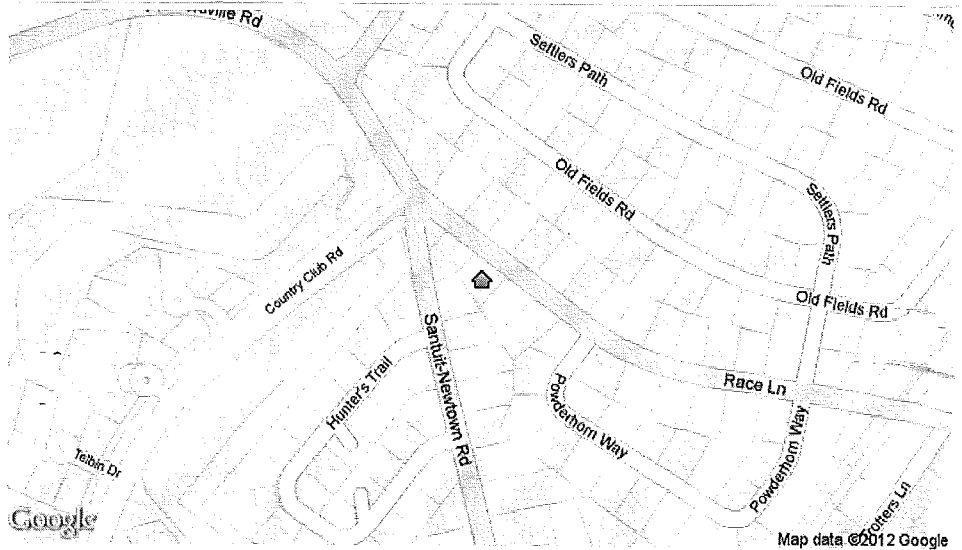 Rd
Settlers Path
Old Fields Rd
Old Fields Rd
Settlers Path
Country Club Rd
Old Fields Rd
Santuit-Newtown Rd
Hunter's Trail
Race Ln
Powderhorn Way
Powderhorn Way
Telbin Dr
Trotters Ln
Google
Map data ©2012 Google